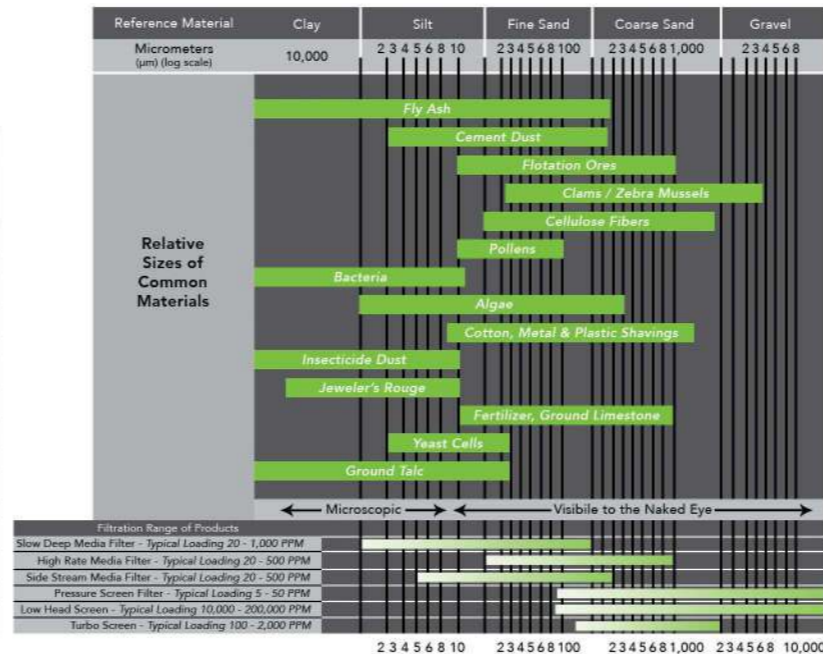 Reference Material Clay Silt Fine Sand Coarse Sand Gravel
Micrometers
(µm) (log scale)
10,000 2 3 4 5 6 8 10 2 3 4 5 6 8 100 2 3 4 5 6 8 1,000 2 3 4 5 6 8
Fly Ash
Cement Dust
Flotation Ores
Clams / Zebra Mussels
Cellulose Fibers
Relative
Sizes of
Common
Materials
Pollens
Bacteria
Algae
Cotton, Metal & Plastic Shavings
Insecticide Dust
Jeweler's Rouge
Fertilizer, Ground Limestone
Yeast Cells
Ground Talc
Microscopic Visibile to the Naked Eye
Filtration Range of Products
Slow Deep Media Filter - Typical Loading 20 - 1,000 PPM
High Rate Media Filter - Typical Loading 20 - 500 PPM
Side Stream Media Filter - Typical Loading 20 - 500 PPM
Pressure Screen Filter - Typical Loading 5 - 50 PPM
Low Head Screen - Typical Loading 10,000 - 200,000 PPM
Turbo Screen - Typical Loading 100 - 2,000 PPM
2 3 4 5 6 8 10 2 3 4 5 6 8 100 2 3 4 5 6 8 1,000 2 3 4 5 6 8 10,000